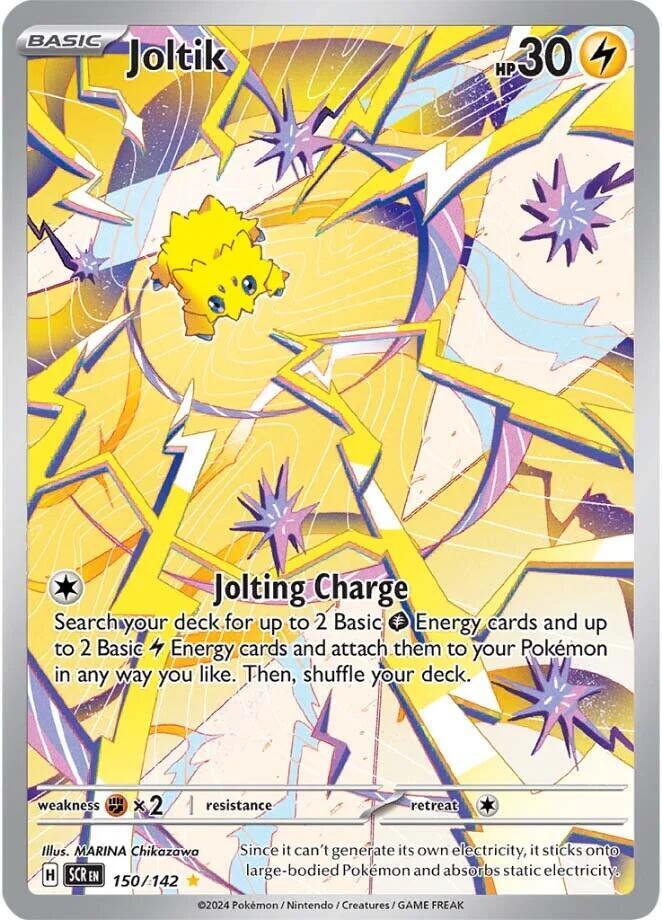 BASIC Joltik HP30
Jolting Charge
Search your deck for up to 2 Basic Energy cards and up
to 2 Basic Energy cards and attach them to your Pokémon
in any way you like. Then, shuffle your deck.
weakness ×2 resistance retreat
Illus. MARINA Chikazawa
Since it can't generate its own electricity, it sticks onto
large-bodied Pokémon and absorbs static electricity.
H SCR EN 150/142
©2024 Pokémon / Nintendo / Creatures / GAME FREAK